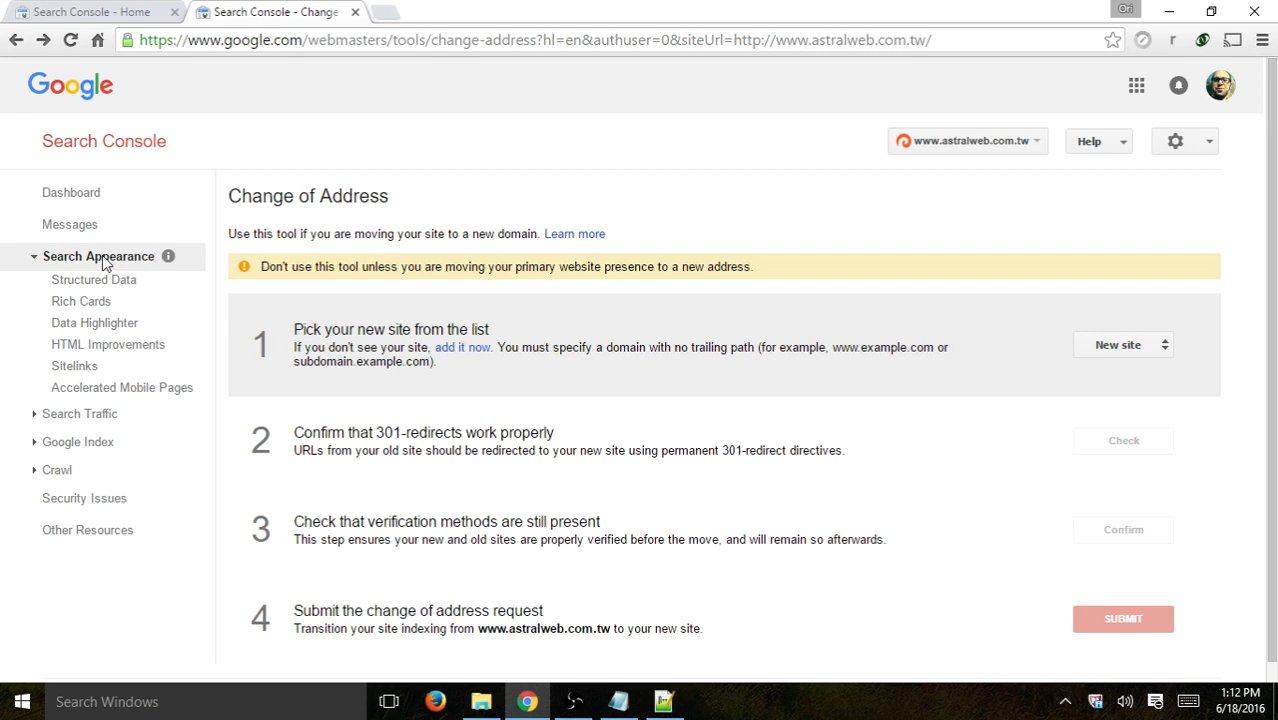 Search Console - Home
Search Console - Change
Ori
https://www.google.com/webmasters/tools/change-address?hl=en&authuser=0&siteUrl=http://www.astralweb.com.tw/
r
Google
Search Console
www.astralweb.com.tw
Help
Dashboard
Messages
Search Appearance
Structured Data
Rich Cards
Data Highlighter
HTML Improvements
Sitelinks
Accelerated Mobile Pages
Search Traffic
Google Index
Crawl
Security Issues
Other Resources
Change of Address
Use this tool if you are moving your site to a new domain. Learn more
Don't use this tool unless you are moving your primary website presence to a new address.
1
Pick your new site from the list
If you don't see your site, add it now. You must specify a domain with no trailing path (for example, www.example.com or
subdomain.example.com).
New site
2
Confirm that 301-redirects work properly
URLs from your old site should be redirected to your new site using permanent 301-redirect directives.
Check
3
Check that verification methods are still present
This step ensures your new and old sites are properly verified before the move, and will remain so afterwards.
Confirm
4
Submit the change of address request
Transition your site indexing from www.astralweb.com.tw to your new site.
SUBMIT
Search Windows
1:12 PM
6/18/2016